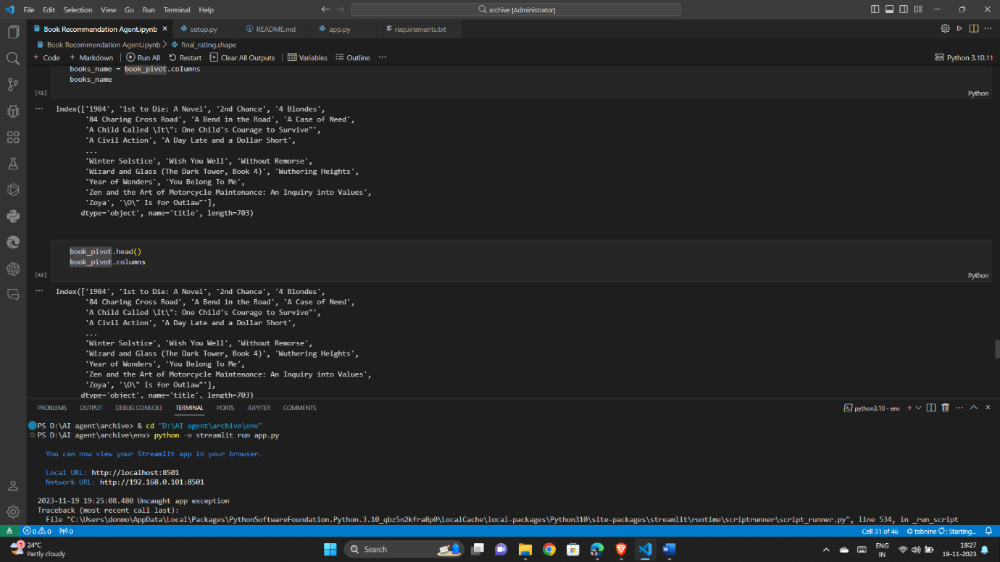 File Edit Selection View Go Run Terminal Help
archive [Administrator]
Book Recommendation Agent.ipynb
setup.py
README.md
app.py
requirements.txt
Book Recommendation Agent.ipynb > final_rating.shape
+ Code + Markdown Run All Restart Clear All Outputs Variables Outline ...
Python 3.10.11
books_name = book_pivot.columns
books_name
[41]
Python
Index(['1984', '1st to Die: A Novel', '2nd Chance', '4 Blondes',
'84 Charing Cross Road', 'A Bend in the Road', 'A Case of Need',
'A Child Called \It\": One Child's Courage to Survive"',
'A Civil Action', 'A Day Late and a Dollar Short',
...
'Winter Solstice', 'Wish You Well', 'Without Remorse',
'Wizard and Glass (The Dark Tower, Book 4)', 'Wuthering Heights',
'Year of Wonders', 'You Belong To Me',
'Zen and the Art of Motorcycle Maintenance: An Inquiry into Values',
'Zoya', '\O\" Is for Outlaw"'],
dtype='object', name='title', length=703)
book_pivot.head()
book_pivot.columns
[42]
Python
Index(['1984', '1st to Die: A Novel', '2nd Chance', '4 Blondes',
'84 Charing Cross Road', 'A Bend in the Road', 'A Case of Need',
'A Child Called \It\": One Child's Courage to Survive"',
'A Civil Action', 'A Day Late and a Dollar Short',
...
'Winter Solstice', 'Wish You Well', 'Without Remorse',
'Wizard and Glass (The Dark Tower, Book 4)', 'Wuthering Heights',
'Year of Wonders', 'You Belong To Me',
'Zen and the Art of Motorcycle Maintenance: An Inquiry into Values',
'Zoya', '\O\" Is for Outlaw"'],
dtype='object', name='title', length=703)
PROBLEMS OUTPUT DEBUG CONSOLE TERMINAL PORTS JUPYTER COMMENTS
python3.10 - env
PS D:\AI agent\archive> & cd "D:\AI agent\archive\env"
PS D:\AI agent\archive\env> python -m streamlit run app.py
You can now view your Streamlit app in your browser.
Local URL: http://localhost:8501
Network URL: http://192.168.0.101:8501
2023-11-19 19:25:08.480 Uncaught app exception
Traceback (most recent call last):
File "C:\Users\donmo\AppData\Local\Packages\PythonSoftwareFoundation.Python.3.10_qbz5n2kfra8p0\LocalCache\local-packages\Python310\site-packages\streamlit\runtime\scriptrunner\script_runner.py", line 534, in _run_script
0 0 0
Cell 31 of 46
tabnine : Starting...
1
24°C
Partly cloudy
Search
ENG
IN
19:27
19-11-2023